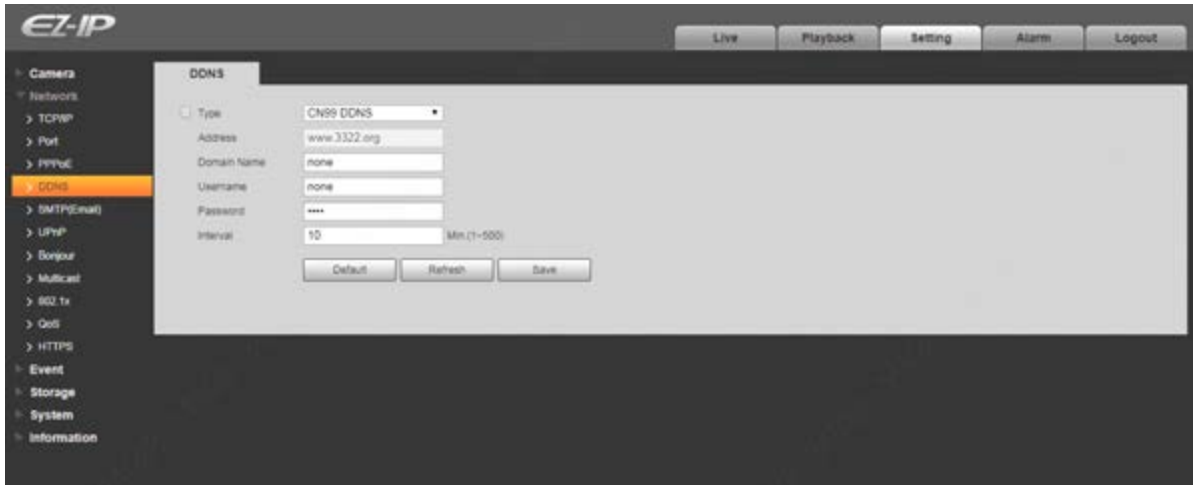 EZ-IP
Live Playback Setting Alarm Logout
Camera
Network
TCP/IP
Port
PPPoE
DDNS
SMTP(Email)
UPnP
Bonjour
Multicast
802.1x
QoS
HTTPS
Event
Storage
System
Information
DDNS
Type CN99 DDNS
Address www.3322.org
Domain Name none
Username none
Password ••••
Interval 10 Min.(1~500)
Default Refresh Save